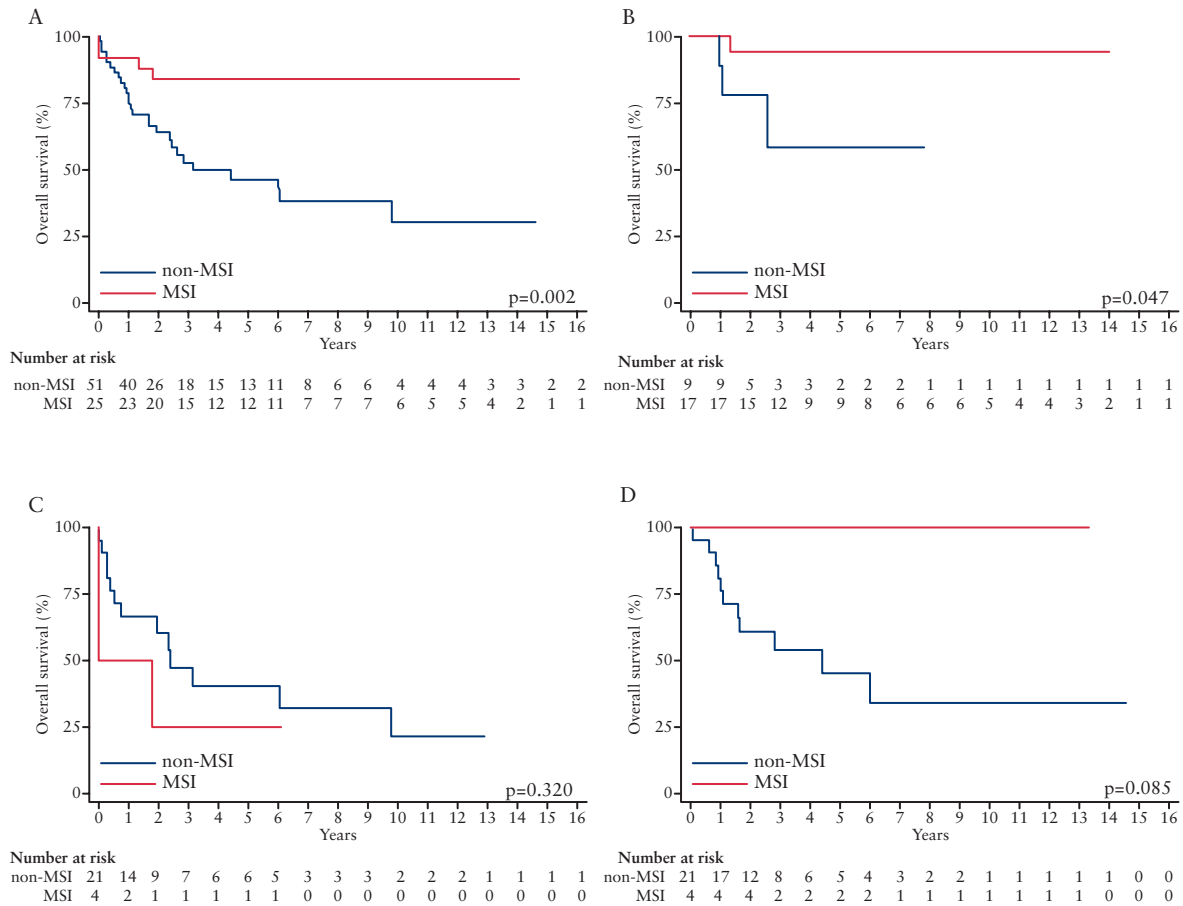 A
Overall survival (%)
100
75
50
25
0
non-MSI
MSI
p=0.002
0 1 2 3 4 5 6 7 8 9 10 11 12 13 14 15 16
Years
Number at risk
non-MSI 51 40 26 18 15 13 11 8 6 6 4 4 4 3 3 2 2
MSI 25 23 20 15 12 12 11 7 7 7 6 5 5 4 2 1 1
B
Overall survival (%)
100
75
50
25
0
non-MSI
MSI
p=0.047
0 1 2 3 4 5 6 7 8 9 10 11 12 13 14 15 16
Years
Number at risk
non-MSI 9 9 5 3 3 2 2 2 1 1 1 1 1 1 1 1 1
MSI 17 17 15 12 9 9 8 6 6 6 5 4 4 3 2 1 1
C
Overall survival (%)
100
75
50
25
0
non-MSI
MSI
p=0.320
0 1 2 3 4 5 6 7 8 9 10 11 12 13 14 15 16
Years
Number at risk
non-MSI 21 14 9 7 6 6 5 3 3 3 2 2 2 1 1 1 1
MSI 4 2 1 1 1 1 1 0 0 0 0 0 0 0 0 0 0
D
Overall survival (%)
100
75
50
25
0
non-MSI
MSI
p=0.085
0 1 2 3 4 5 6 7 8 9 10 11 12 13 14 15 16
Years
Number at risk
non-MSI 21 17 12 8 6 5 4 3 2 2 1 1 1 1 1 0 0
MSI 4 4 4 2 2 2 2 1 1 1 1 1 1 1 0 0 0